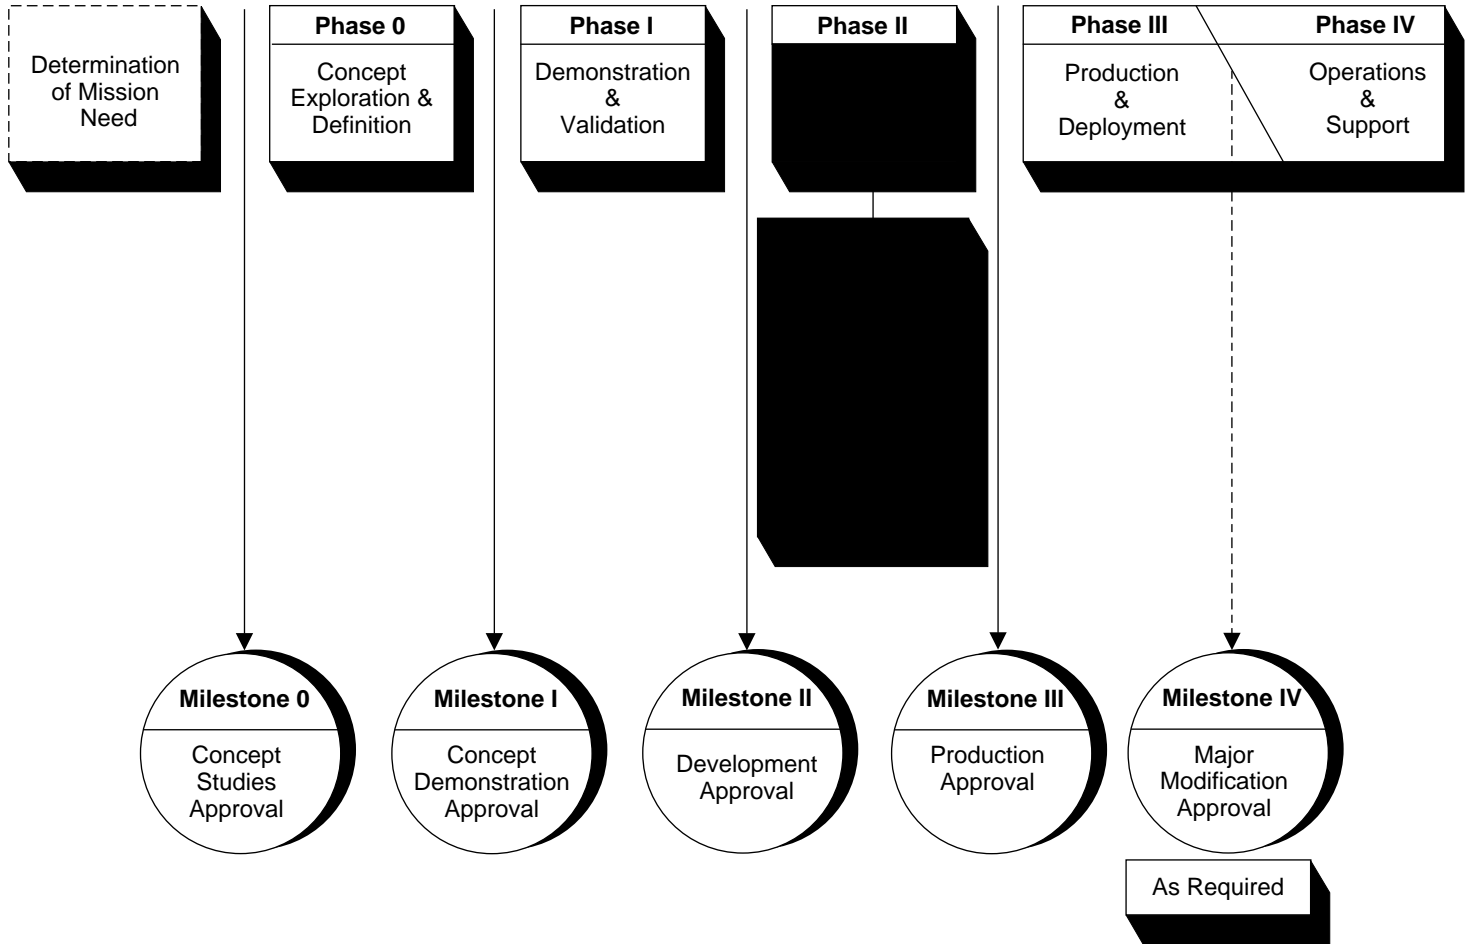 Determination
of Mission
Need
Phase 0
Concept
Exploration &
Definition
Phase I
Demonstration
&
Validation
Phase II
Phase III
Production
&
Deployment
Phase IV
Operations
&
Support
Milestone 0
Concept
Studies
Approval
Milestone I
Concept
Demonstration
Approval
Milestone II
Development
Approval
Milestone III
Production
Approval
Milestone IV
Major
Modification
Approval
As Required